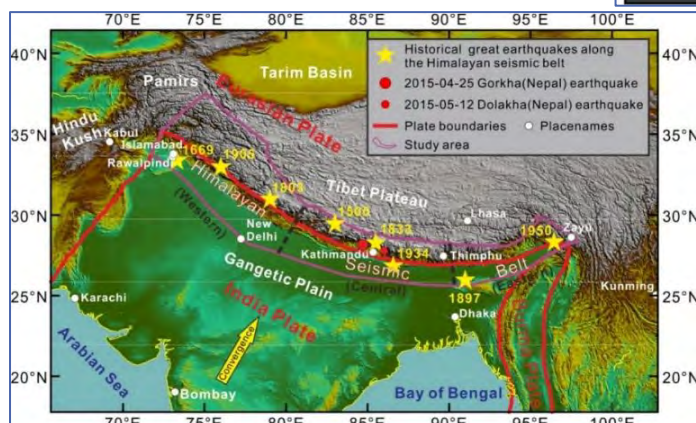 70°E 75°E 80°E 85°E 90°E 95°E 100°E
40°N
35°N
30°N
25°N
20°N
40°N
35°N
30°N
25°N
20°N
Historical great earthquakes along
the Himalayan seismic belt
2015-04-25 Gorkha(Nepal) earthquake
2015-05-12 Dolakha(Nepal) earthquake
Plate boundaries
Placenames
Study area
Tarim Basin
Pamirs
Eurasian Plate
Hindu
Kush
Kabul
Islamabad
Rawalpindi
1669
1905
1803
1505
1833
1934
1897
1950
Himalayan
Seismic
Belt
(Western)
(Central)
(Eastern)
Tibet Plateau
Lhasa
Zayu
New
Delhi
Kathmandu
Thimphu
Gangetic Plain
India Plate
Kunming
Karachi
Dhaka
Convergence
Arabian Sea
Bombay
Bay of Bengal
Plate
70°E 75°E 80°E 85°E 90°E 95°E 100°E